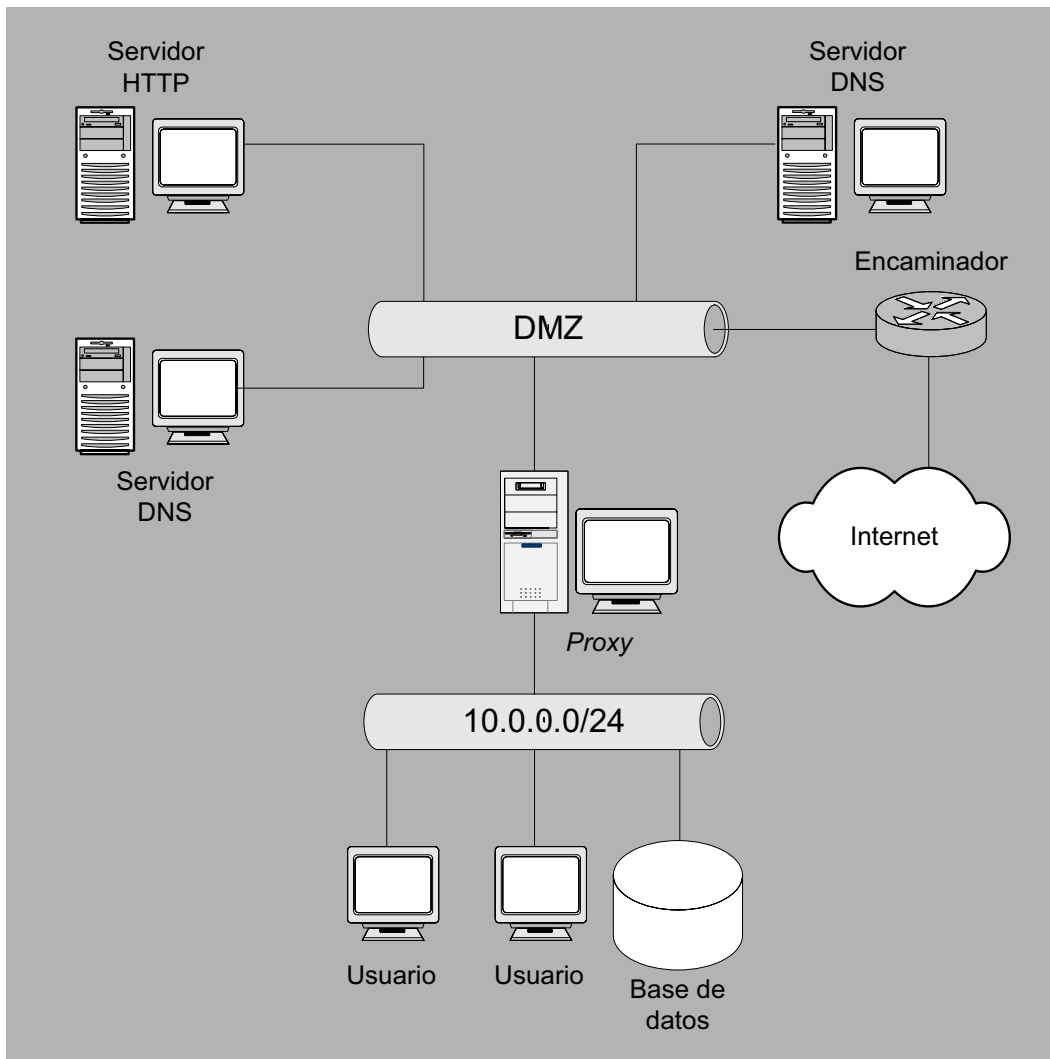 Servidor
HTTP
Servidor
DNS
Encaminador
DMZ
Servidor
DNS
Internet
Proxy
10.0.0.0/24
Usuario
Usuario
Base de
datos